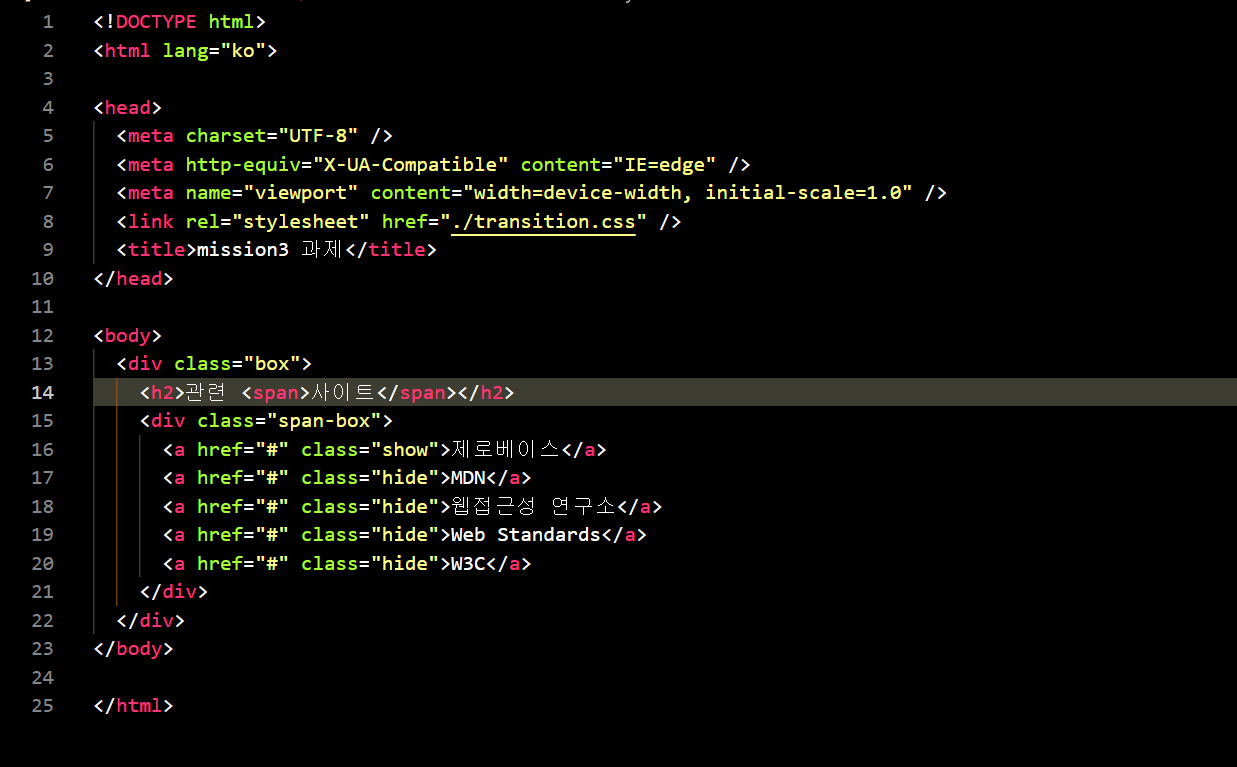 1 <!DOCTYPE html>
2 <html lang="ko">
3
4 <head>
5 <meta charset="UTF-8" />
6 <meta http-equiv="X-UA-Compatible" content="IE=edge" />
7 <meta name="viewport" content="width=device-width, initial-scale=1.0" />
8 <link rel="stylesheet" href="./transition.css" />
9 <title>mission3 과제</title>
10 </head>
11
12 <body>
13 <div class="box">
14 <h2>관련 <span>사이트</span></h2>
15 <div class="span-box">
16 <a href="#" class="show">제로베이스</a>
17 <a href="#" class="hide">MDN</a>
18 <a href="#" class="hide">웹접근성 연구소</a>
19 <a href="#" class="hide">Web Standards</a>
20 <a href="#" class="hide">W3C</a>
21 </div>
22 </div>
23 </body>
24
25 </html>